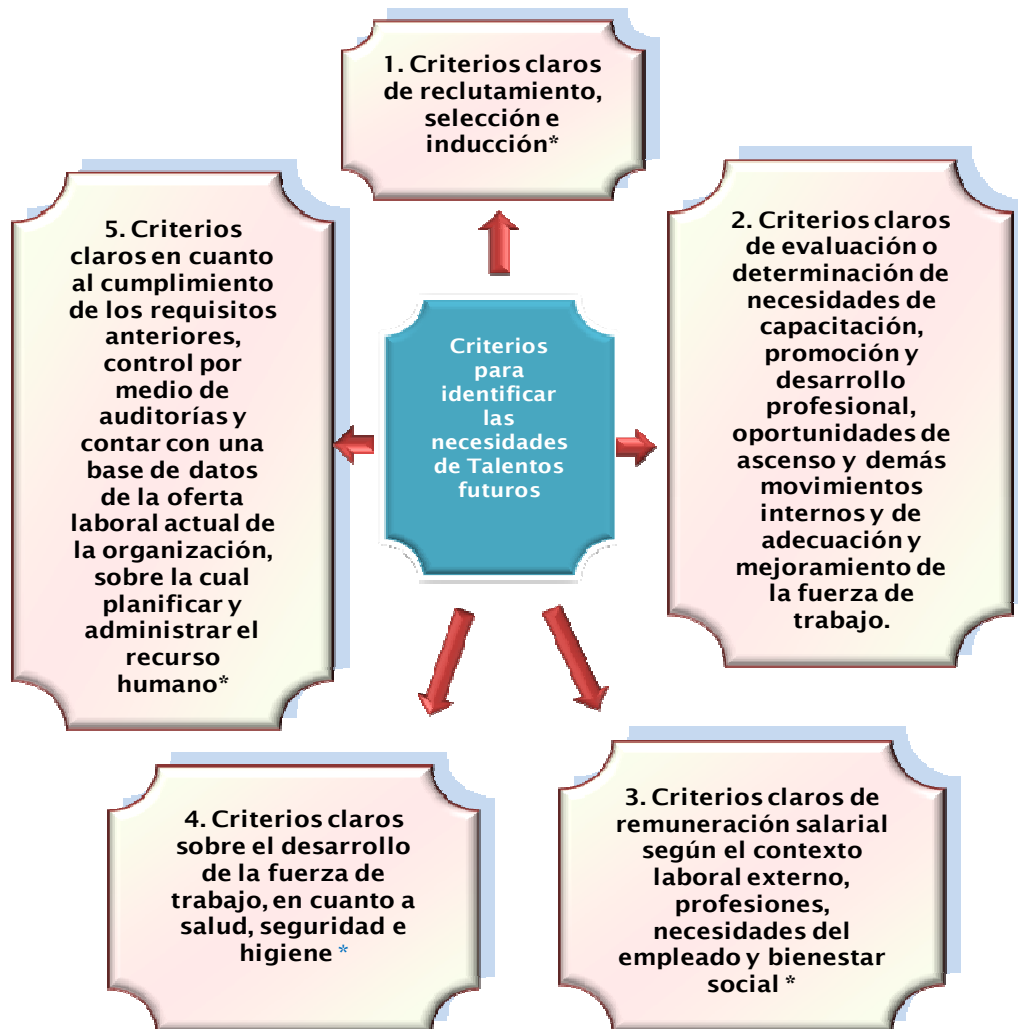 1. Criterios claros
de reclutamiento,
selección e
inducción*
5. Criterios
claros en cuanto
al cumplimiento
de los requisitos
anteriores,
control por
medio de
auditorías y
contar con una
base de datos
de la oferta
laboral actual de
la organización,
sobre la cual
planificar y
administrar el
recurso
humano*
Criterios
para
identificar
las
necesidades
de Talentos
futuros
2. Criterios claros
de evaluación o
determinación de
necesidades de
capacitación,
promoción y
desarrollo
profesional,
oportunidades de
ascenso y demás
movimientos
internos y de
adecuación y
mejoramiento de
la fuerza de
trabajo.
4. Criterios claros
sobre el desarrollo
de la fuerza de
trabajo, en cuanto a
salud, seguridad e
higiene *
3. Criterios claros de
remuneración salarial
según el contexto
laboral externo,
profesiones,
necesidades del
empleado y bienestar
social *